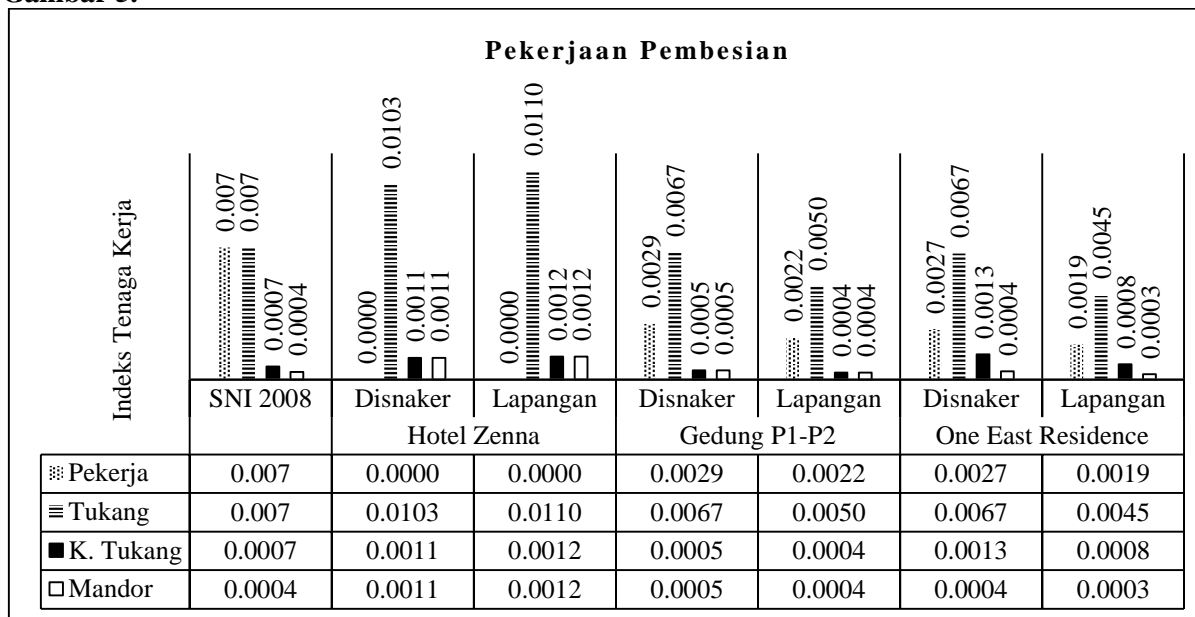 Pekerjaan Pembesian
Indeks Tenaga Kerja
0.007 0.007 0.0007 0.0004
0.0000 0.0103 0.0011 0.0011
0.0000 0.0110 0.0012 0.0012
0.0029 0.0067 0.0005 0.0005
0.0022 0.0050 0.0004 0.0004
0.0027 0.0067 0.0013 0.0004
0.0019 0.0045 0.0008 0.0003
SNI 2008 Disnaker Lapangan Disnaker Lapangan Disnaker Lapangan
Hotel Zenna Gedung P1-P2 One East Residence
Pekerja 0.007 0.0000 0.0000 0.0029 0.0022 0.0027 0.0019
Tukang 0.007 0.0103 0.0110 0.0067 0.0050 0.0067 0.0045
K. Tukang 0.0007 0.0011 0.0012 0.0005 0.0004 0.0013 0.0008
Mandor 0.0004 0.0011 0.0012 0.0005 0.0004 0.0004 0.0003